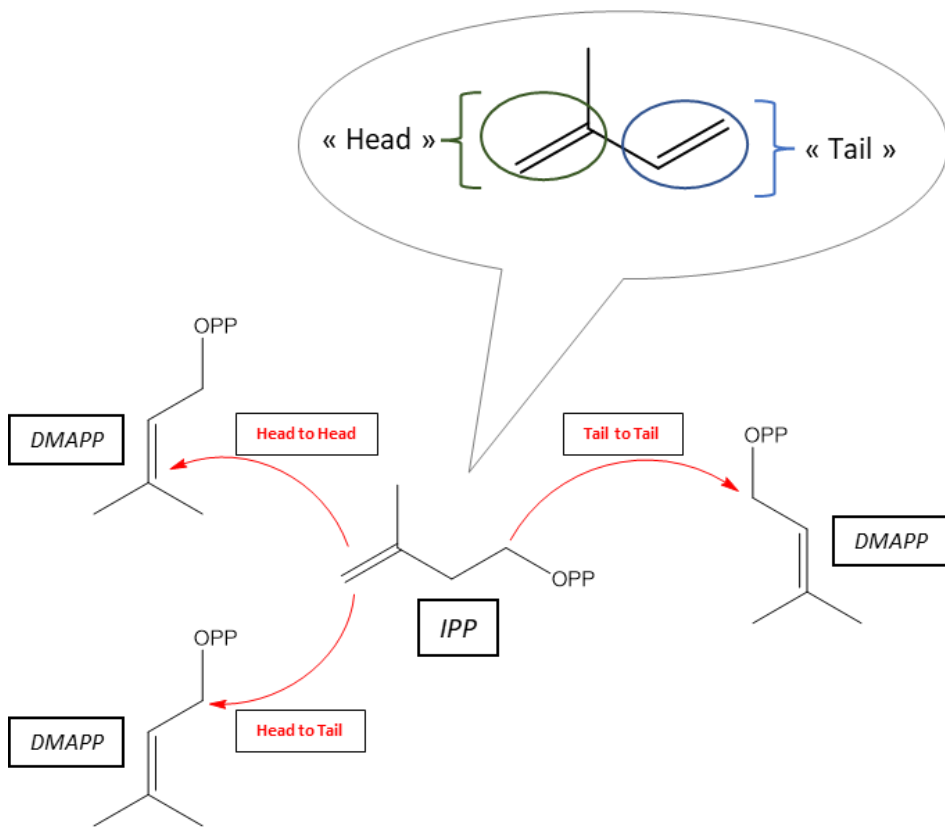 « Head »
« Tail »
OPP
DMAPP
Head to Head
Tail to Tail
OPP
DMAPP
OPP
IPP
OPP
DMAPP
Head to Tail